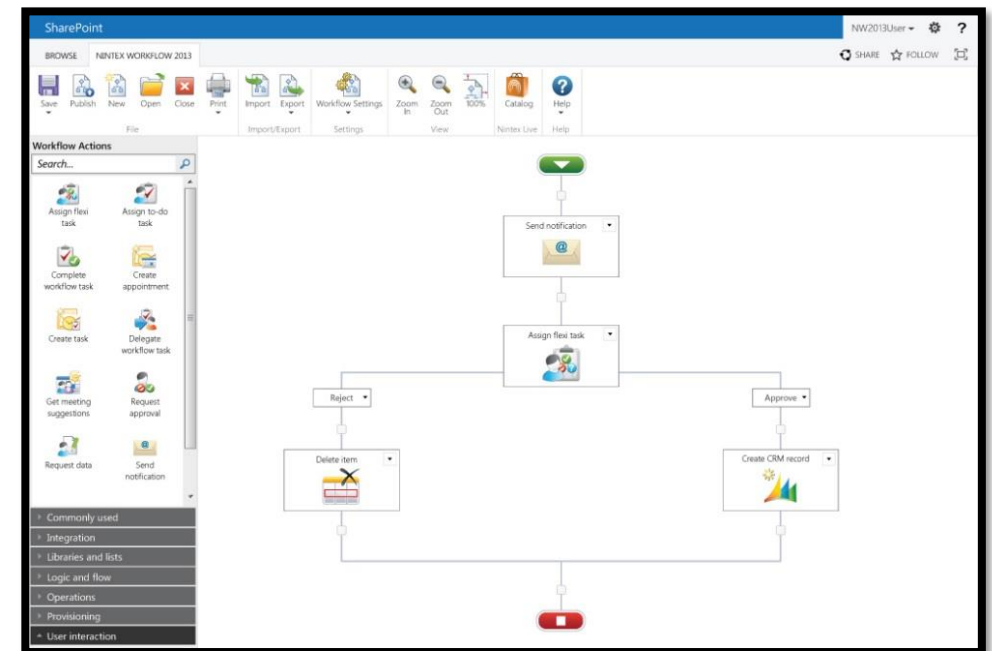 SharePoint
NW2013User
?
BROWSE
NINTEX WORKFLOW 2013
SHARE
FOLLOW
Save
Publish
New
Open
Close
Print
Import
Export
Workflow Settings
Zoom
In
Zoom
Out
100%
Catalog
Help
File
Import/Export
Settings
View
Nintex Live
Help
Workflow Actions
Search...
Assign flexi
task
Assign to-do
task
Complete
workflow task
Create
appointment
Create task
Delegate
workflow task
Get meeting
suggestions
Request
approval
Request data
Send
notification
Commonly used
Integration
Libraries and lists
Logic and flow
Operations
Provisioning
User interaction
Send notification
@
Assign flexi task
Reject
Approve
Delete item
Create CRM record